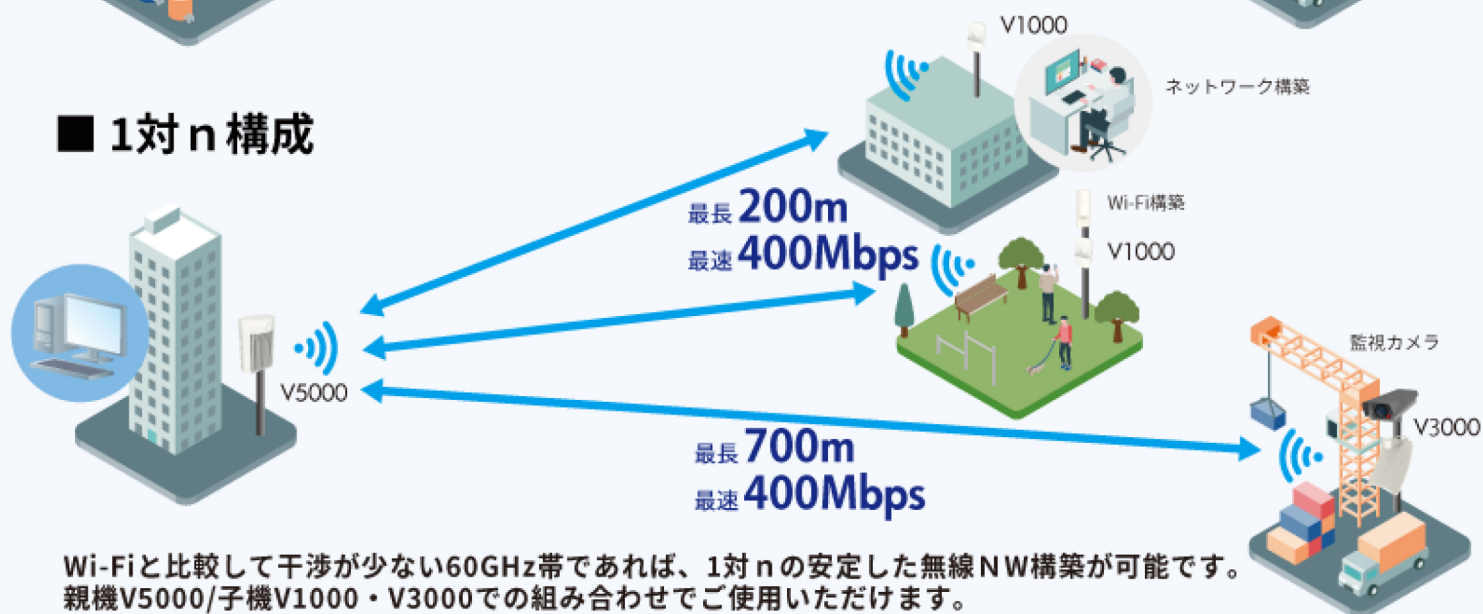 V1000
ネットワーク構築
■ 1対ｎ構成
最長 200m
最速 400Mbps
Wi-Fi構築
V1000
V5000
監視カメラ
V3000
最長 700m
最速 400Mbps
Wi-Fiと比較して干渉が少ない60GHz帯であれば、1対ｎの安定した無線ＮＷ構築が可能です。
親機V5000/子機V1000・V3000での組み合わせでご使用いただけます。